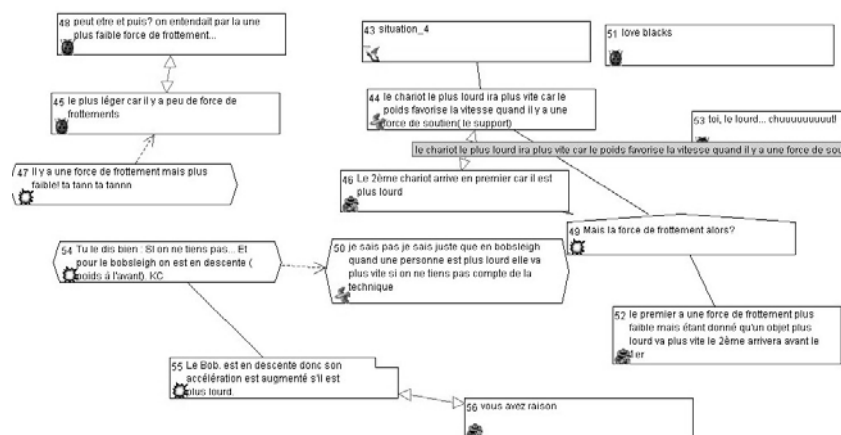 48 peut etre et puis? on entendait par la une
plus faible force de frottement...
43 situation_4
51 love blacks
45 le plus léger car il y a peu de force de
frottements
44 le chariot le plus lourd ira plus vite car le
poids favorise la vitesse quand il y a une
force de soutien( le support)
53 toi, le lourd... chuuuuuuuuut!
le chariot le plus lourd ira plus vite car le poids favorise la vitesse quand il y a une force de sou
47 Il y a une force de frottement mais plus
faible! ta tann ta tannn
46 Le 2ème chariot arrive en premier car il est
plus lourd
49 Mais la force de frottement alors?
54 Tu le dis bien : SI on ne tiens pas... Et
pour le bobsleigh on est en descente (
poids à l'avant). KC
50 je sais pas je sais juste que en bobsleigh
quand une personne est plus lourd elle va
plus vite si on ne tiens pas compte de la
technique
52 le premier a une force de frottement plus
faible mais étant donné qu'un objet plus
lourd va plus vite le 2ème arrivera avant le
1er
55 Le Bob. est en descente donc son
accélération est augmenté s'il est
plus lourd.
56 vous avez raison